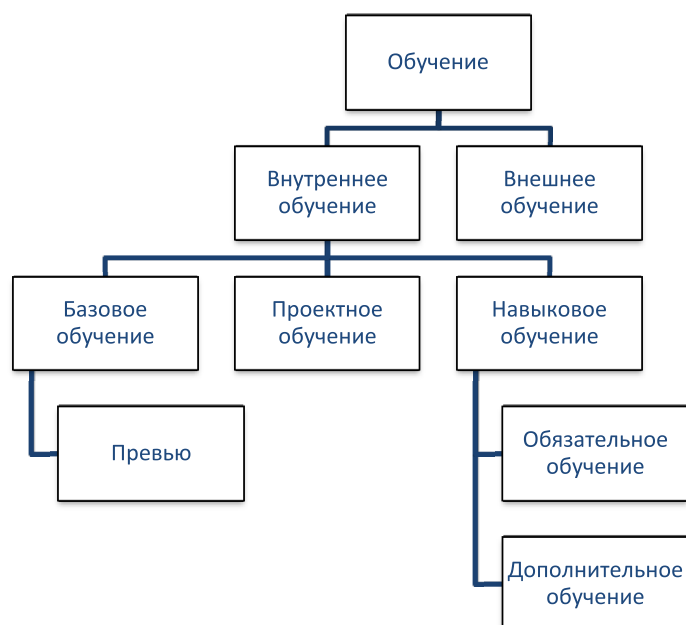 Обучение
Внутреннее
обучение
Внешнее
обучение
Базовое
обучение
Проектное
обучение
Навыковое
обучение
Превью
Обязательное
обучение
Дополнительное
обучение